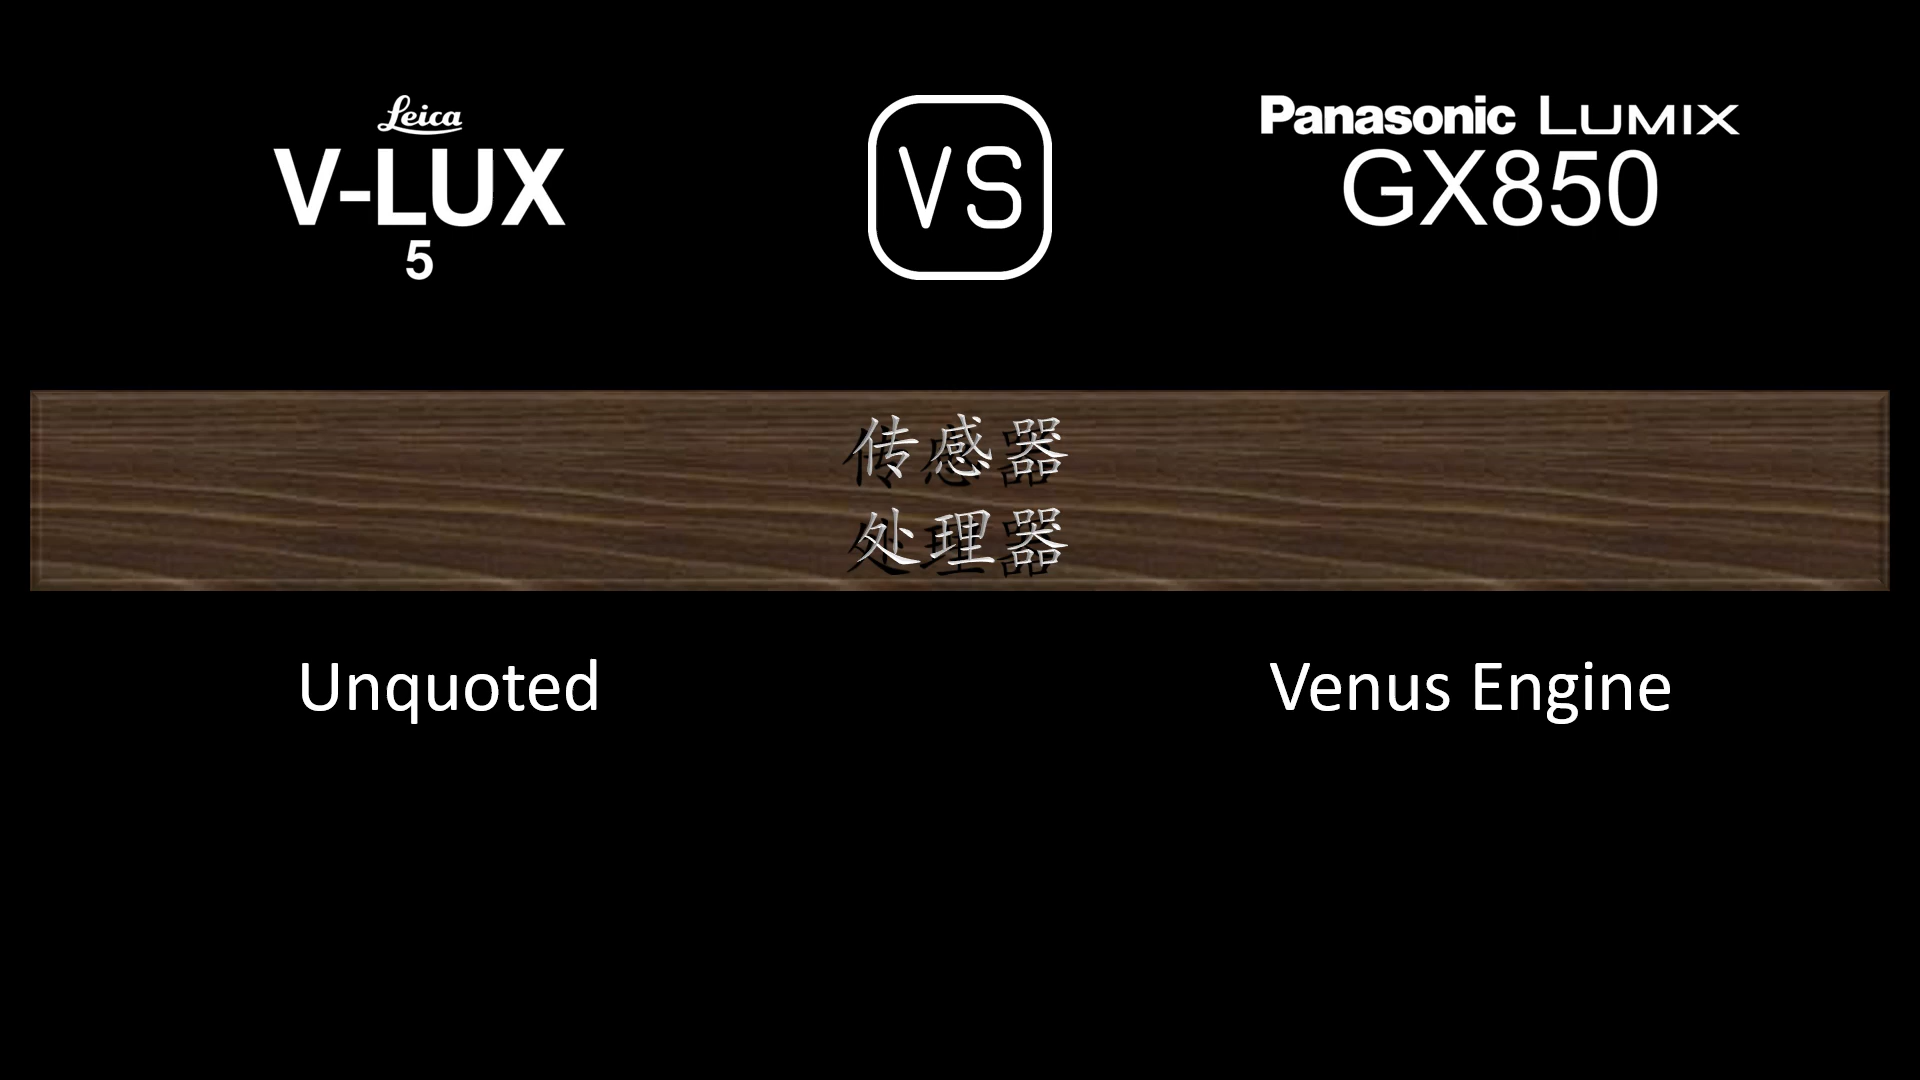 Leica
V-LUX
5
VS
Panasonic LUMIX
GX850
传感器
处理器
Unquoted
Venus Engine